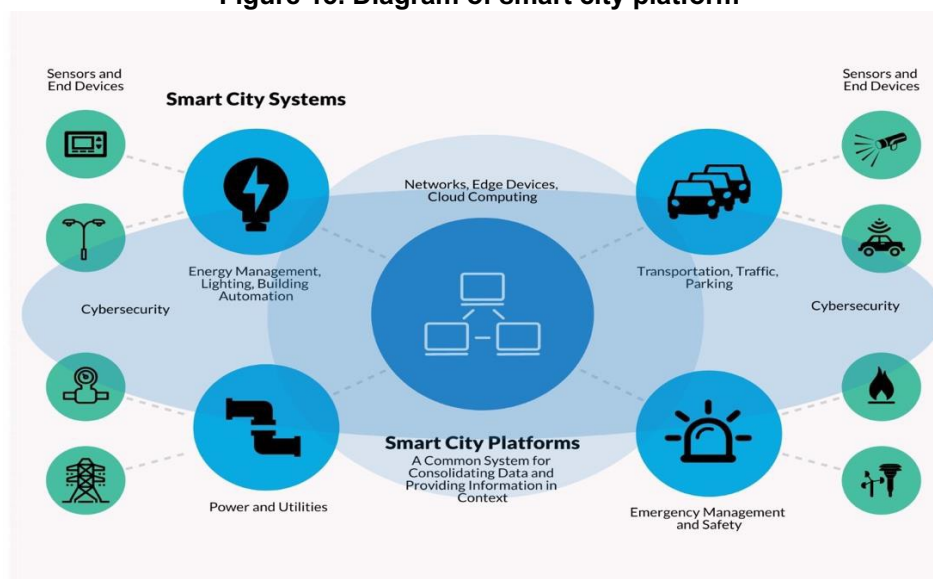 Figure Diagram of smart city platform
Sensors and
End Devices
Smart City Systems
Sensors and
End Devices
Networks, Edge Devices,
Cloud Computing
Energy Management,
Lighting, Building
Automation
Transportation, Traffic,
Parking
Cybersecurity
Cybersecurity
Smart City Platforms
A Common System for
Consolidating Data and
Providing Information in
Context
Power and Utilities
Emergency Management
and Safety